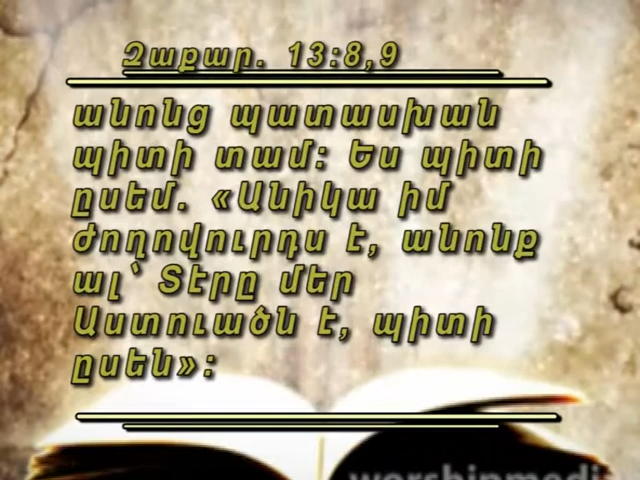 Զաքար. 13:8,9
անոնց պատասխան
պիտի տամ: Ես պիտի
ըսեմ. «Անիկա իմ
ժողովուրդս է, անոնք
ալ՝ Տէրը մեր
Աստուածն է, պիտի
ըսեն»:
worshipmedia